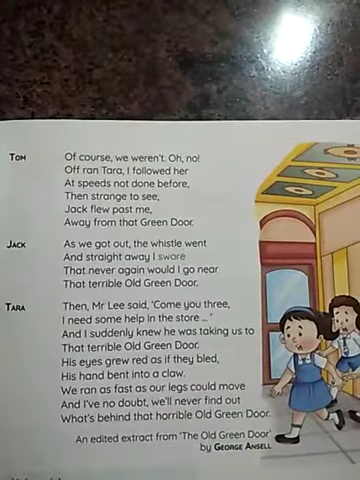 TOM Of course, we weren't. Oh, no!
Off ran Tara, I followed her
At speeds not done before,
Then strange to see,
Jack flew past me,
Away from that Green Door.
JACK As we got out, the whistle went
And straight away I swore
That never again would I go near
That terrible Old Green Door.
TARA Then, Mr Lee said, 'Come you three,
I need some help in the store ... '
And I suddenly knew he was taking us to
That terrible Old Green Door.
His eyes grew red as if they bled,
His hand bent into a claw.
We ran as fast as our legs could move
And I've no doubt, we'll never find out
What's behind that horrible Old Green Door.
An edited extract from 'The Old Green Door'
by GEORGE ANSELL